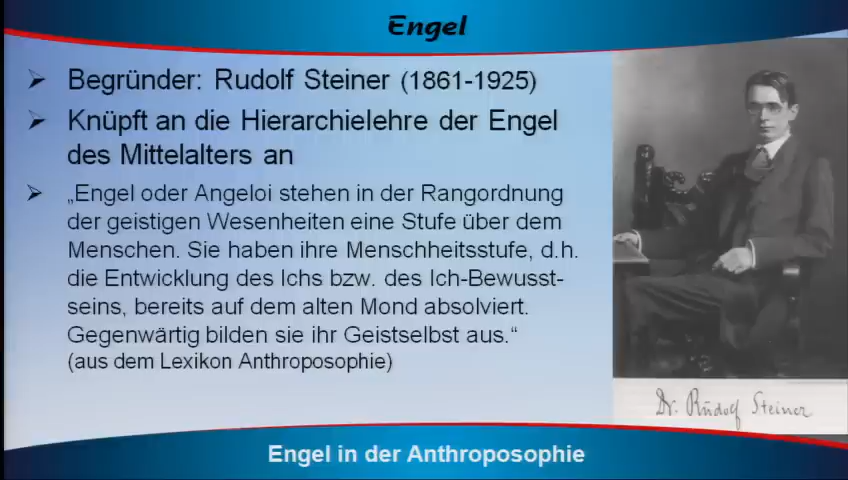 Engel
Begründer: Rudolf Steiner (1861-1925)
Knüpft an die Hierarchielehre der Engel
des Mittelalters an
„Engel oder Angeloi stehen in der Rangordnung
der geistigen Wesenheiten eine Stufe über dem
Menschen. Sie haben ihre Menschheitsstufe, d.h.
die Entwicklung des Ichs bzw. des Ich-Bewusst-
seins, bereits auf dem alten Mond absolviert.
Gegenwärtig bilden sie ihr Geistselbst aus.“
(aus dem Lexikon Anthroposophie)
Dr. Rudolf Steiner
Engel in der Anthroposophie